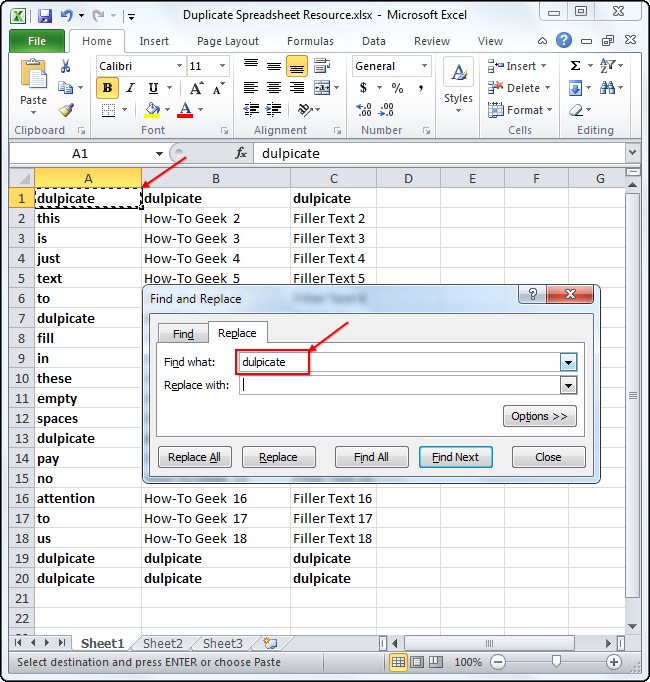 Duplicate Spreadsheet Resource.xlsx - Microsoft Excel
File Home Insert Page Layout Formulas Data Review View
Paste
Calibri 11
B I U A A
A
General
$ % ,
.00 .0
Styles
Insert
Delete
Format
Σ
Clipboard Font Alignment Number Cells Editing
A1 fx dulpicate
A B C D E F G
1 dulpicate dulpicate dulpicate
2 this How-To Geek 2 Filler Text 2
3 is How-To Geek 3 Filler Text 3
4 just How-To Geek 4 Filler Text 4
5 text How-To Geek 5 Filler Text 5
6 to
7 dulpicate
8 fill
9 in
10 these
11 empty
12 spaces
13 dulpicate
14 pay
15 no
16 attention How-To Geek 16 Filler Text 16
17 to How-To Geek 17 Filler Text 17
18 us How-To Geek 18 Filler Text 18
19 dulpicate dulpicate dulpicate
20 dulpicate dulpicate dulpicate
21
22
Find and Replace
Find Replace
Find what: dulpicate
Replace with:
Options >>
Replace All Replace Find All Find Next Close
Sheet1 Sheet2 Sheet3
Select destination and press ENTER or choose Paste 100%